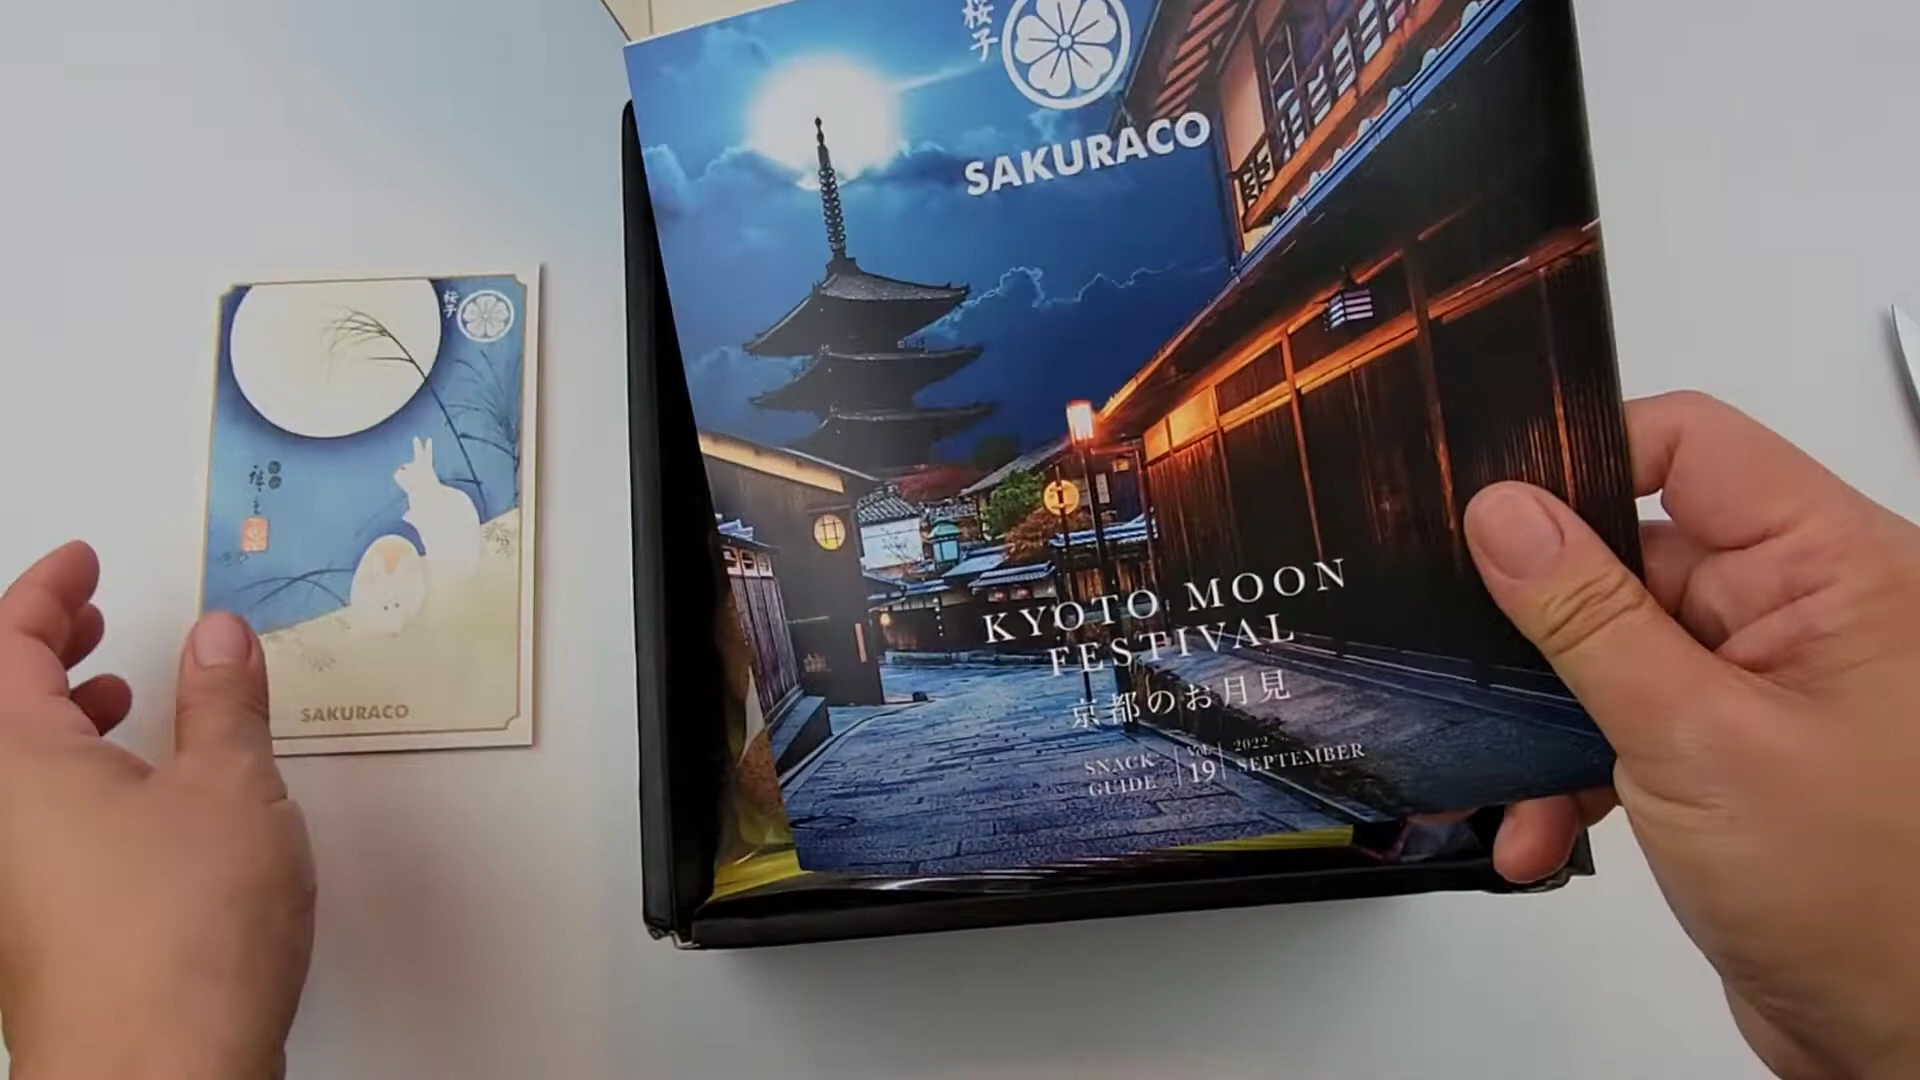 桜子
SAKURACO
桜子
SAKURACO
KYOTO MOON
FESTIVAL
京都のお月見
SNACK
GUIDE
VOL.
19
2022
SEPTEMBER